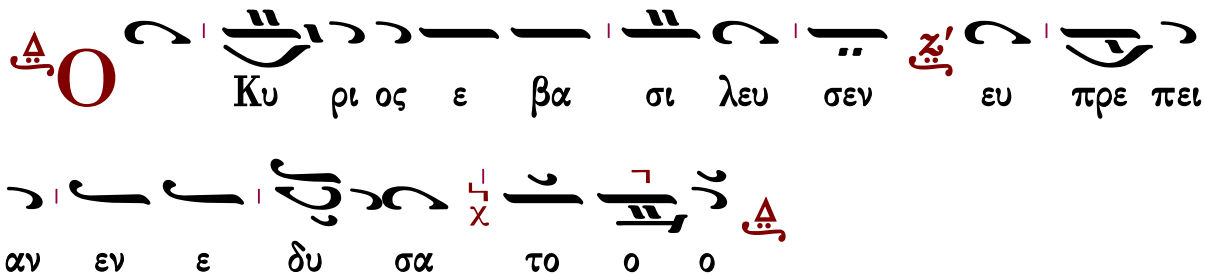 Ο Κυ ρι ος ε βα σι λευ σεν ευ πρε πει
αν εν ε δυ σα το ο ο